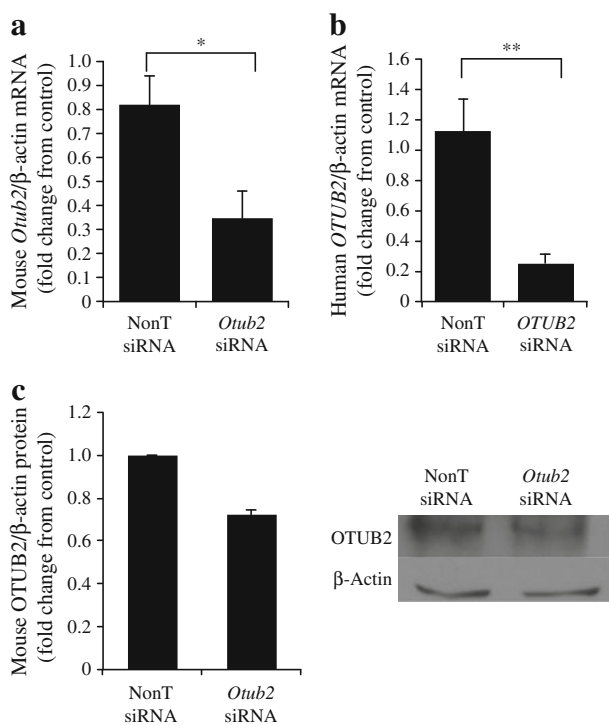 a
Mouse Otub2/β-actin mRNA
(fold change from control)
1.0
0.9
0.8
0.7
0.6
0.5
0.4
0.3
0.2
0.1
0
*
NonT
siRNA
Otub2
siRNA
b
Human OTUB2/β-actin mRNA
(fold change from control)
1.6
1.4
1.2
1.0
0.8
0.6
0.4
0.2
0
**
NonT
siRNA
OTUB2
siRNA
c
Mouse OTUB2/β-actin protein
(fold change from control)
1.2
1.0
0.8
0.6
0.4
0.2
0
NonT
siRNA
Otub2
siRNA
NonT
siRNA
Otub2
siRNA
OTUB2
β-Actin